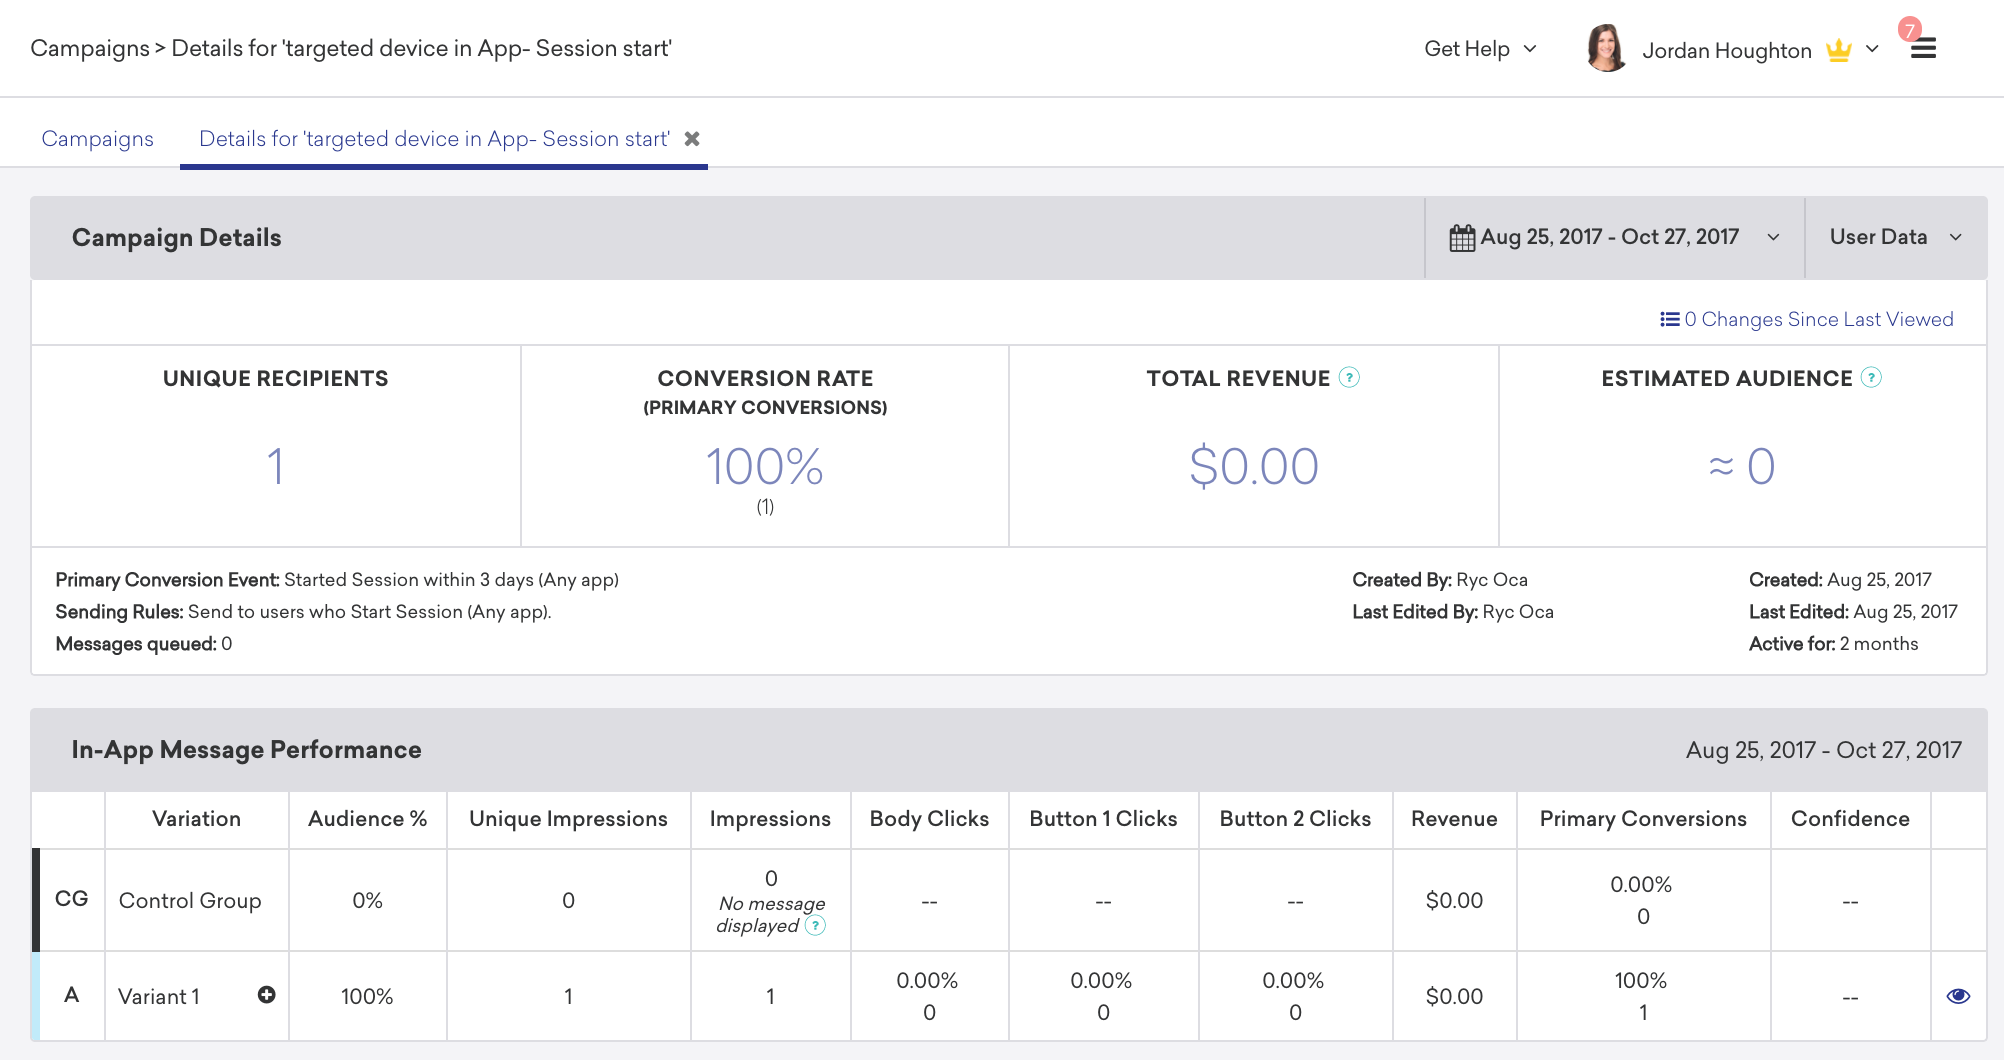 Campaigns > Details for 'targeted device in App- Session start'
Get Help
Jordan Houghton
7
Campaigns
Details for 'targeted device in App- Session start'
Campaign Details
Aug 25, 2017 - Oct 27, 2017
User Data
0 Changes Since Last Viewed
UNIQUE RECIPIENTS
1
CONVERSION RATE
(PRIMARY CONVERSIONS)
100%
(1)
TOTAL REVENUE ?
$0.00
ESTIMATED AUDIENCE ?
≈ 0
Primary Conversion Event: Started Session within 3 days (Any app)
Sending Rules: Send to users who Start Session (Any app).
Messages queued: 0
Created By: Ryc Oca
Last Edited By: Ryc Oca
Created: Aug 25, 2017
Last Edited: Aug 25, 2017
Active for: 2 months
In-App Message Performance
Aug 25, 2017 - Oct 27, 2017
Variation Audience % Unique Impressions Impressions Body Clicks Button 1 Clicks Button 2 Clicks Revenue Primary Conversions Confidence
CG
Control Group
0%
0
0
No message
displayed ?
--
--
--
$0.00
0.00%
0
--
A
Variant 1
100%
1
1
0.00%
0
0.00%
0
0.00%
0
$0.00
100%
1
--